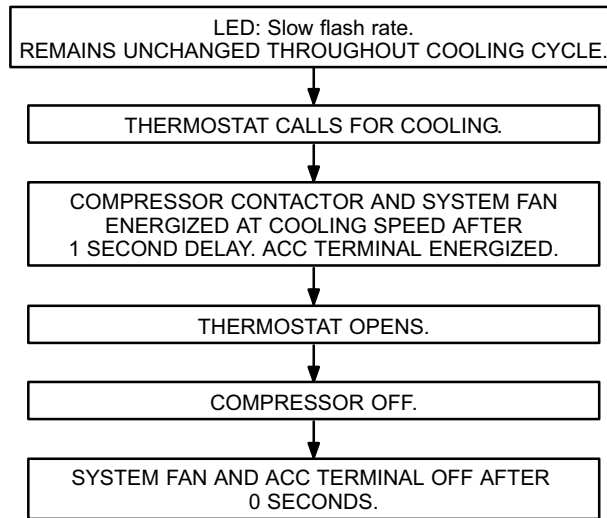 LED: Slow flash rate.
REMAINS UNCHANGED THROUGHOUT COOLING CYCLE.
THERMOSTAT CALLS FOR COOLING.
COMPRESSOR CONTACTOR AND SYSTEM FAN
ENERGIZED AT COOLING SPEED AFTER
1 SECOND DELAY. ACC TERMINAL ENERGIZED.
THERMOSTAT OPENS.
COMPRESSOR OFF.
SYSTEM FAN AND ACC TERMINAL OFF AFTER
0 SECONDS.